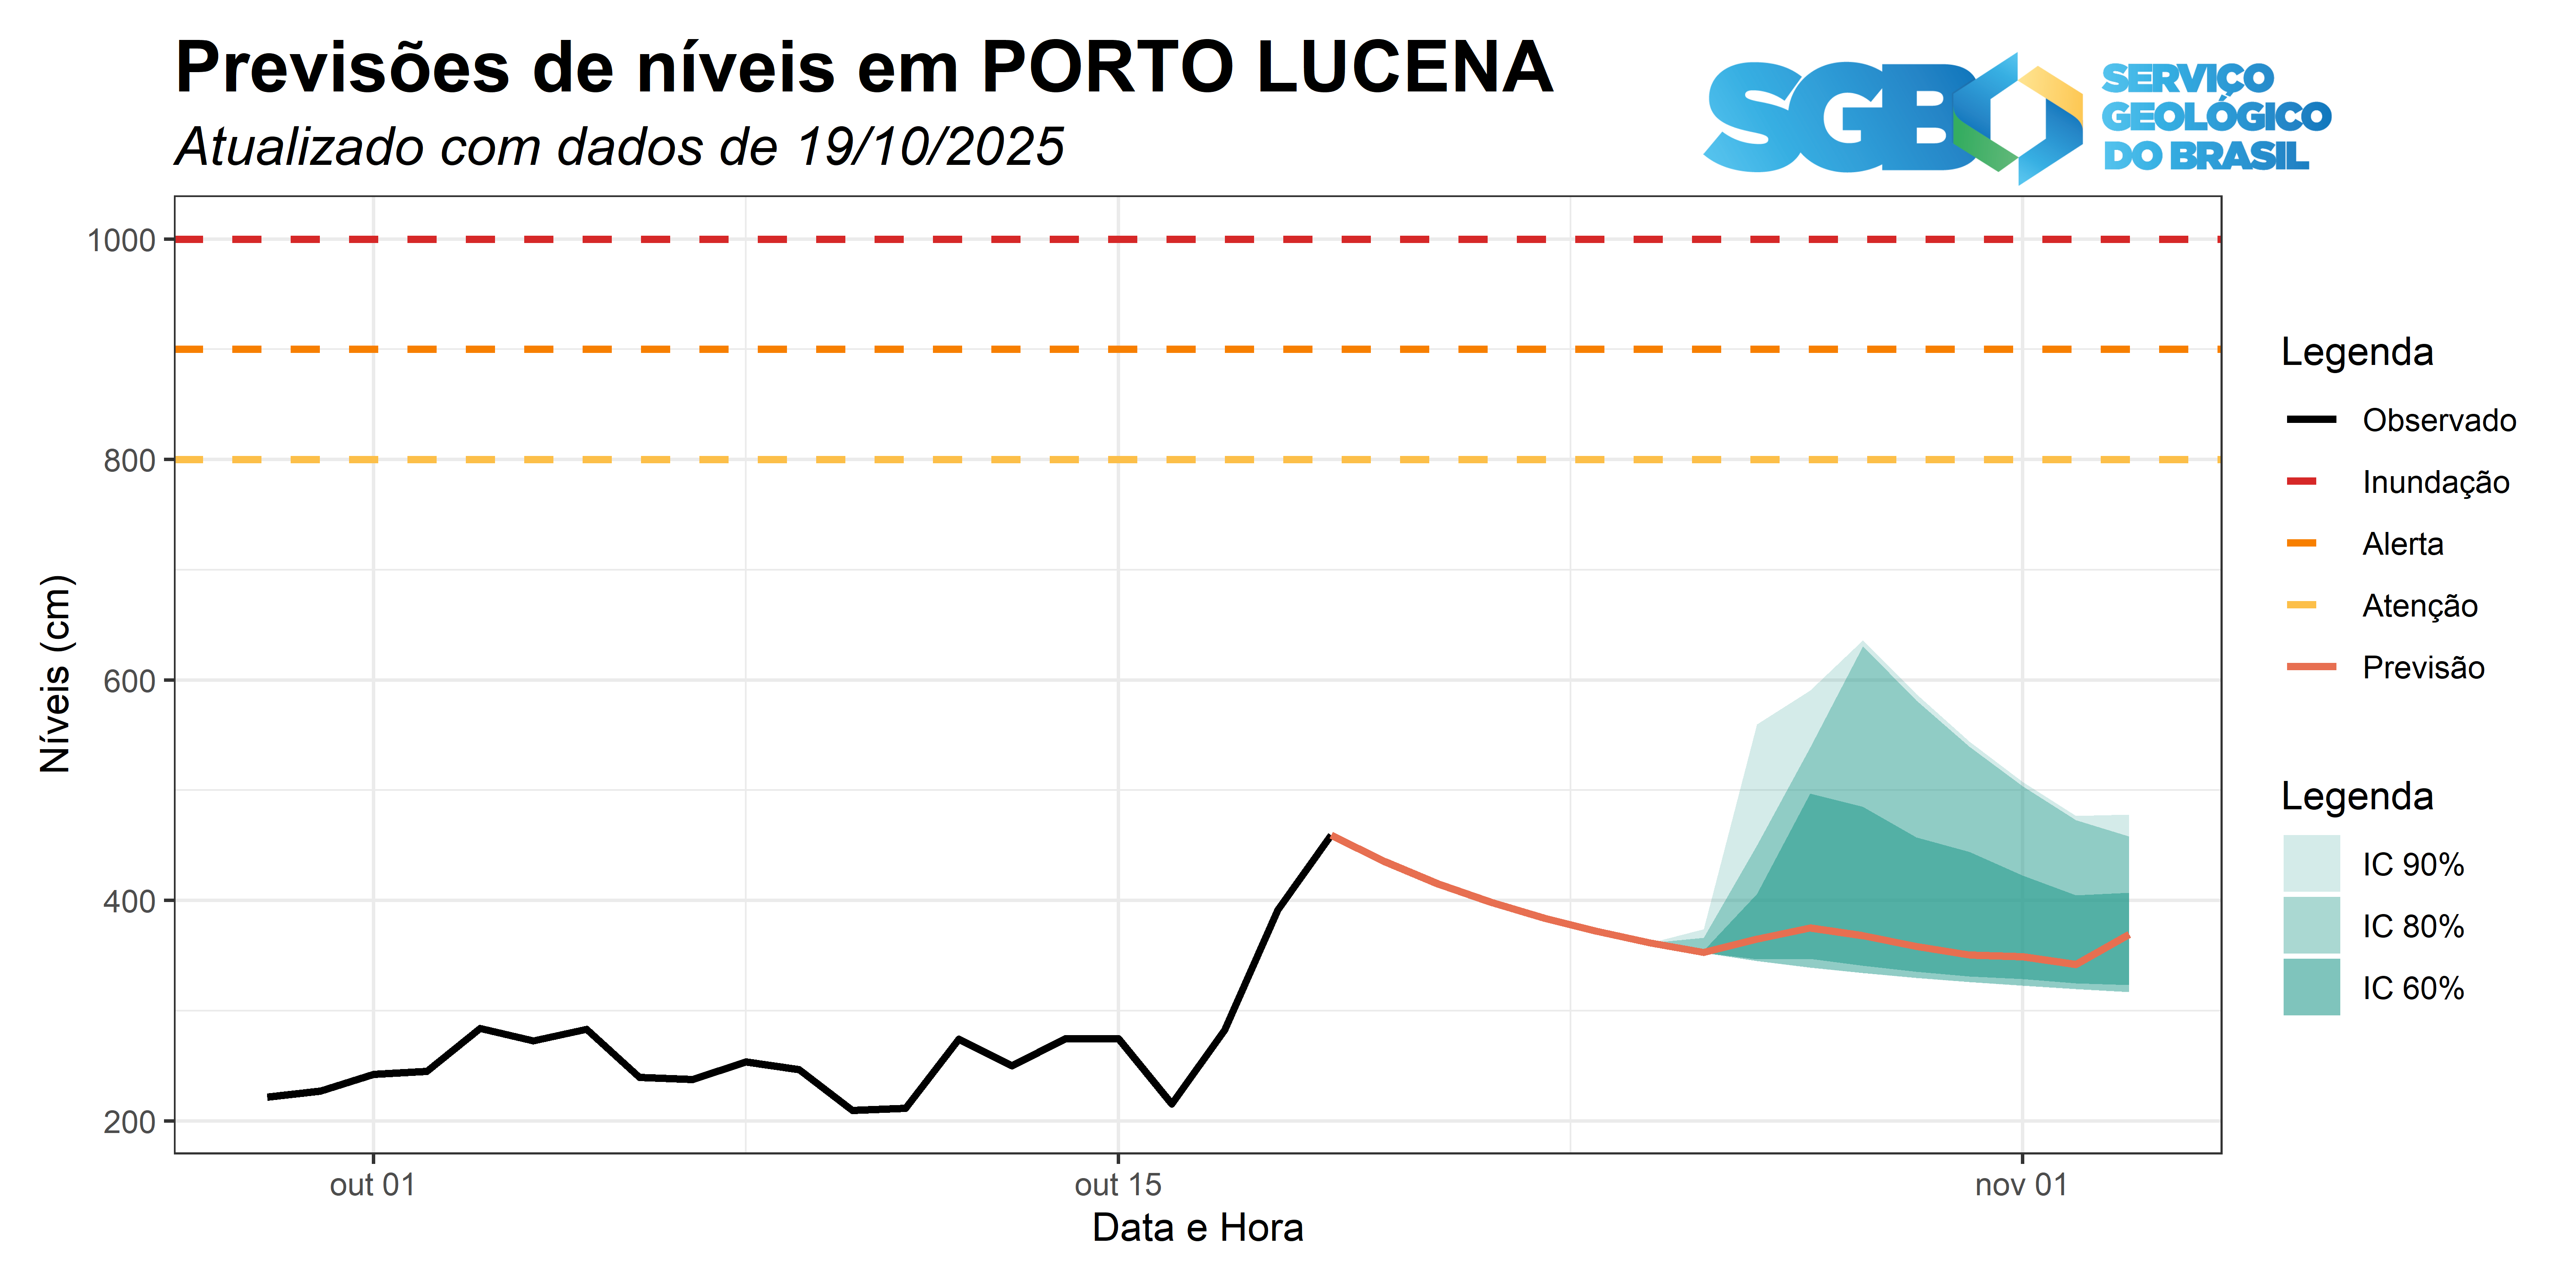 Previsões de níveis em PORTO LUCENA
Atualizado com dados de 19/10/2025
SGB
SERVIÇO
GEOLÓGICO
DO BRASIL
Níveis (cm)
1000
800
600
400
200
out 01
out 15
nov 01
Data e Hora
Legenda
Observado
Inundação
Alerta
Atenção
Previsão
Legenda
IC 90%
IC 80%
IC 60%